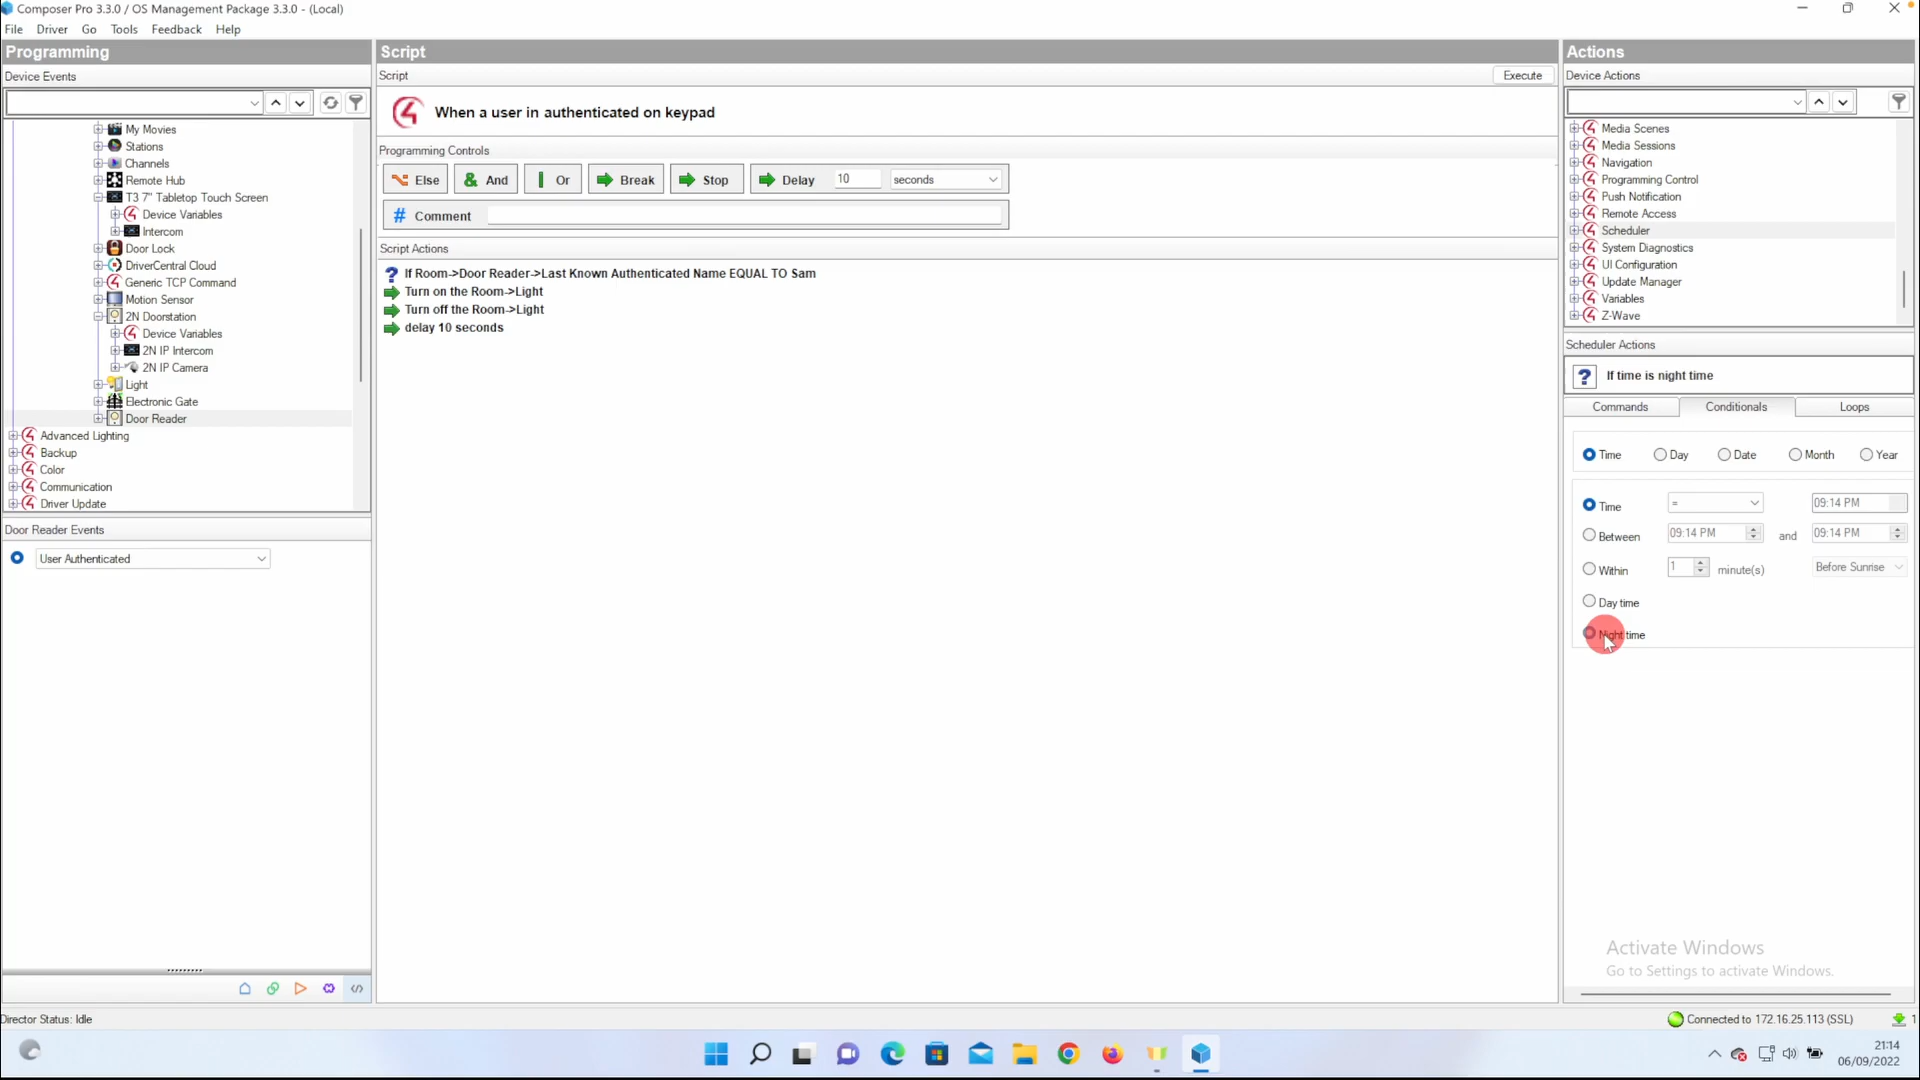 Composer Pro 3.3.0 / OS Management Package 3.3.0 - (Local)
File Driver Go Tools Feedback Help
Programming
Device Events
My Movies
Stations
Channels
Remote Hub
T3 7" Tabletop Touch Screen
Device Variables
Intercom
Door Lock
DriverCentral Cloud
Generic TCP Command
Motion Sensor
2N Doorstation
Device Variables
2N IP Intercom
2N IP Camera
Light
Electronic Gate
Door Reader
Advanced Lighting
Backup
Color
Communication
Driver Update
Door Reader Events
User Authenticated
Script
Script
Execute
When a user in authenticated on keypad
Programming Controls
Else
& And
Or
Break
Stop
Delay
10
seconds
# Comment
Script Actions
? If Room->Door Reader->Last Known Authenticated Name EQUAL TO Sam
Turn on the Room->Light
Turn off the Room->Light
delay 10 seconds
Actions
Device Actions
Media Scenes
Media Sessions
Navigation
Programming Control
Push Notification
Remote Access
Scheduler
System Diagnostics
UI Configuration
Update Manager
Variables
Z-Wave
Scheduler Actions
? If time is night time
Commands Conditionals Loops
Time Day Date Month Year
Time = 09:14 PM
Between 09:14 PM and 09:14 PM
Within 1 minute(s) Before Sunrise
Day time
Night time
Activate Windows
Go to Settings to activate Windows.
Director Status: Idle
Connected to 172.16.25.113 (SSL)
1
21:14
06/09/2022